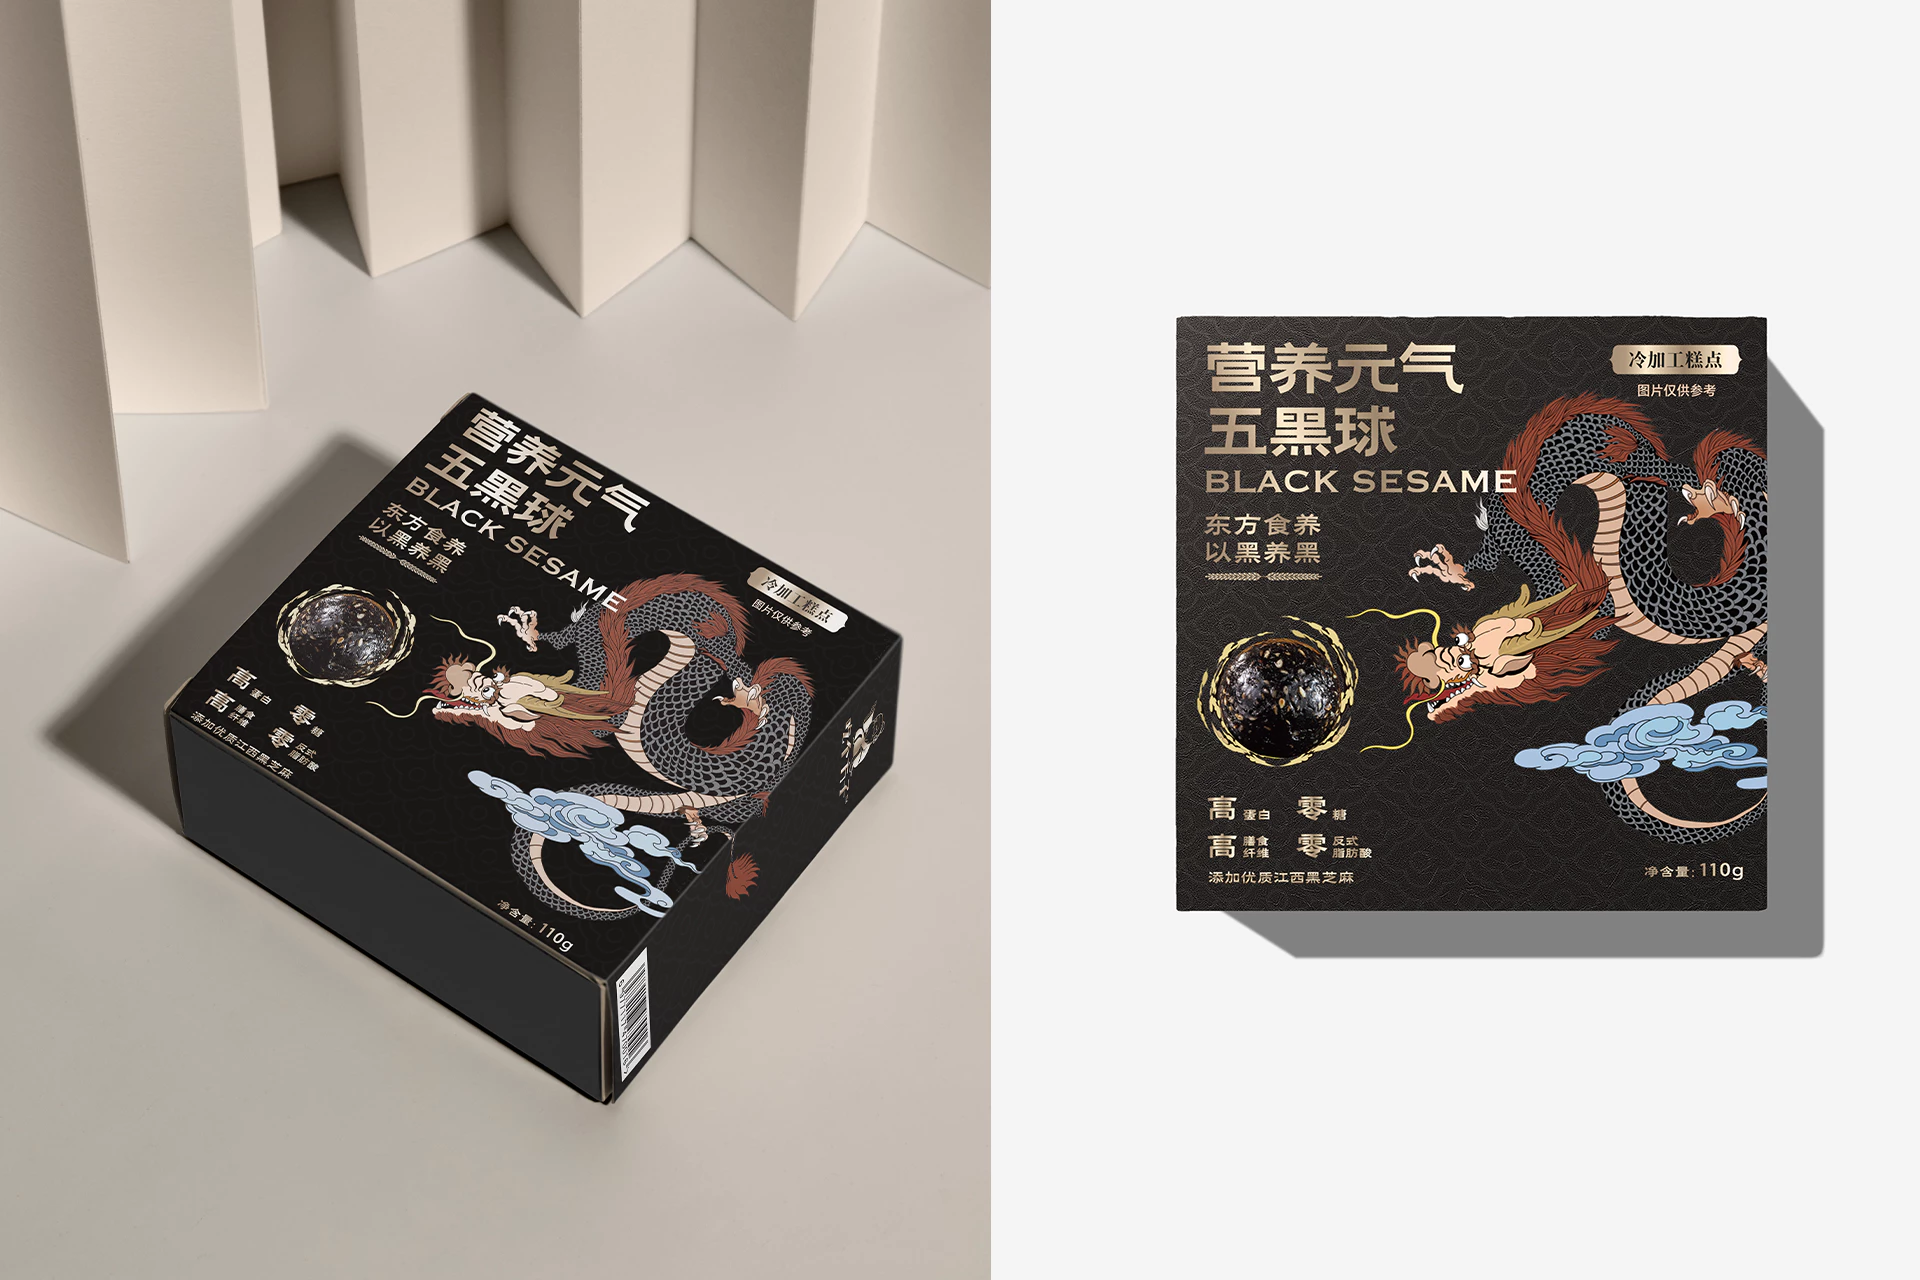 营养元气
五黑球
BLACK SESAME
东方食养
以黑养黑
冷加工糕点
图片仅供参考
高 蛋白 零 糖
高 膳食纤维 零 反式脂肪酸
添加优质江西黑芝麻
净含量: 110g
营养元气
五黑球
BLACK SESAME
冷加工糕点
图片仅供参考
东方食养
以黑养黑
高 蛋白 零 糖
高 膳食纤维 零 反式脂肪酸
添加优质江西黑芝麻
净含量: 110g